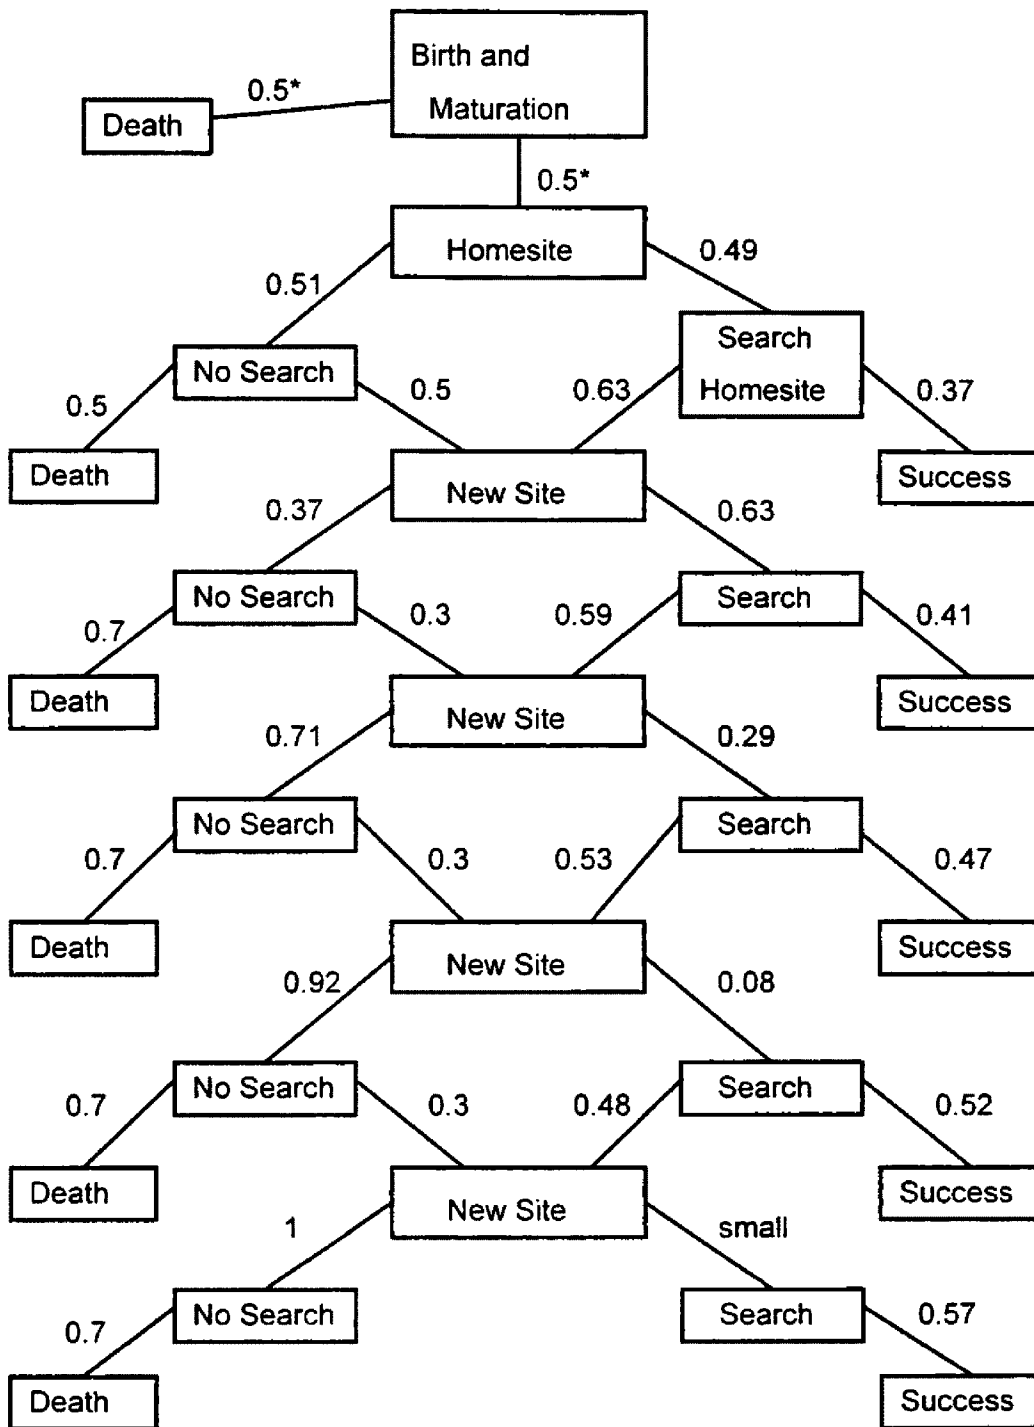 Birth and
Maturation
0.5*
Death
0.5*
Homesite
0.51
0.49
No Search
Search
Homesite
0.5
0.5
0.63
0.37
Death
New Site
Success
0.37
0.63
No Search
Search
0.7
0.3
0.59
0.41
Death
New Site
Success
0.71
0.29
No Search
Search
0.7
0.3
0.53
0.47
Death
New Site
Success
0.92
0.08
No Search
Search
0.7
0.3
0.48
0.52
Death
New Site
Success
1
small
No Search
Search
0.7
0.57
Death
Success